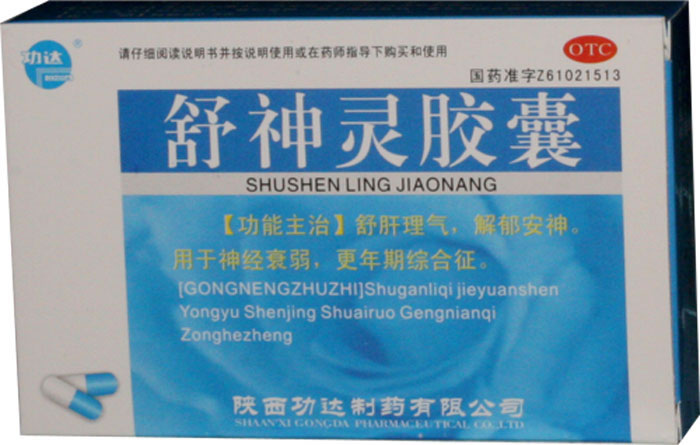 功达®
请仔细阅读说明书并按说明使用或在药师指导下购买和使用
OTC
国药准字Z61021513
舒神灵胶囊
SHUSHEN LING JIAONANG
【功能主治】舒肝理气，解郁安神。
用于神经衰弱，更年期综合征。
[GONGNENGZHUZHI]Shuganliqi jieyuanshen
Yongyu Shenjing Shuairuo Gengnianqi
Zonghezheng
陕西功达制药有限公司
SHAANXI GONGDA PHARMACEUTICAL CO.,LTD